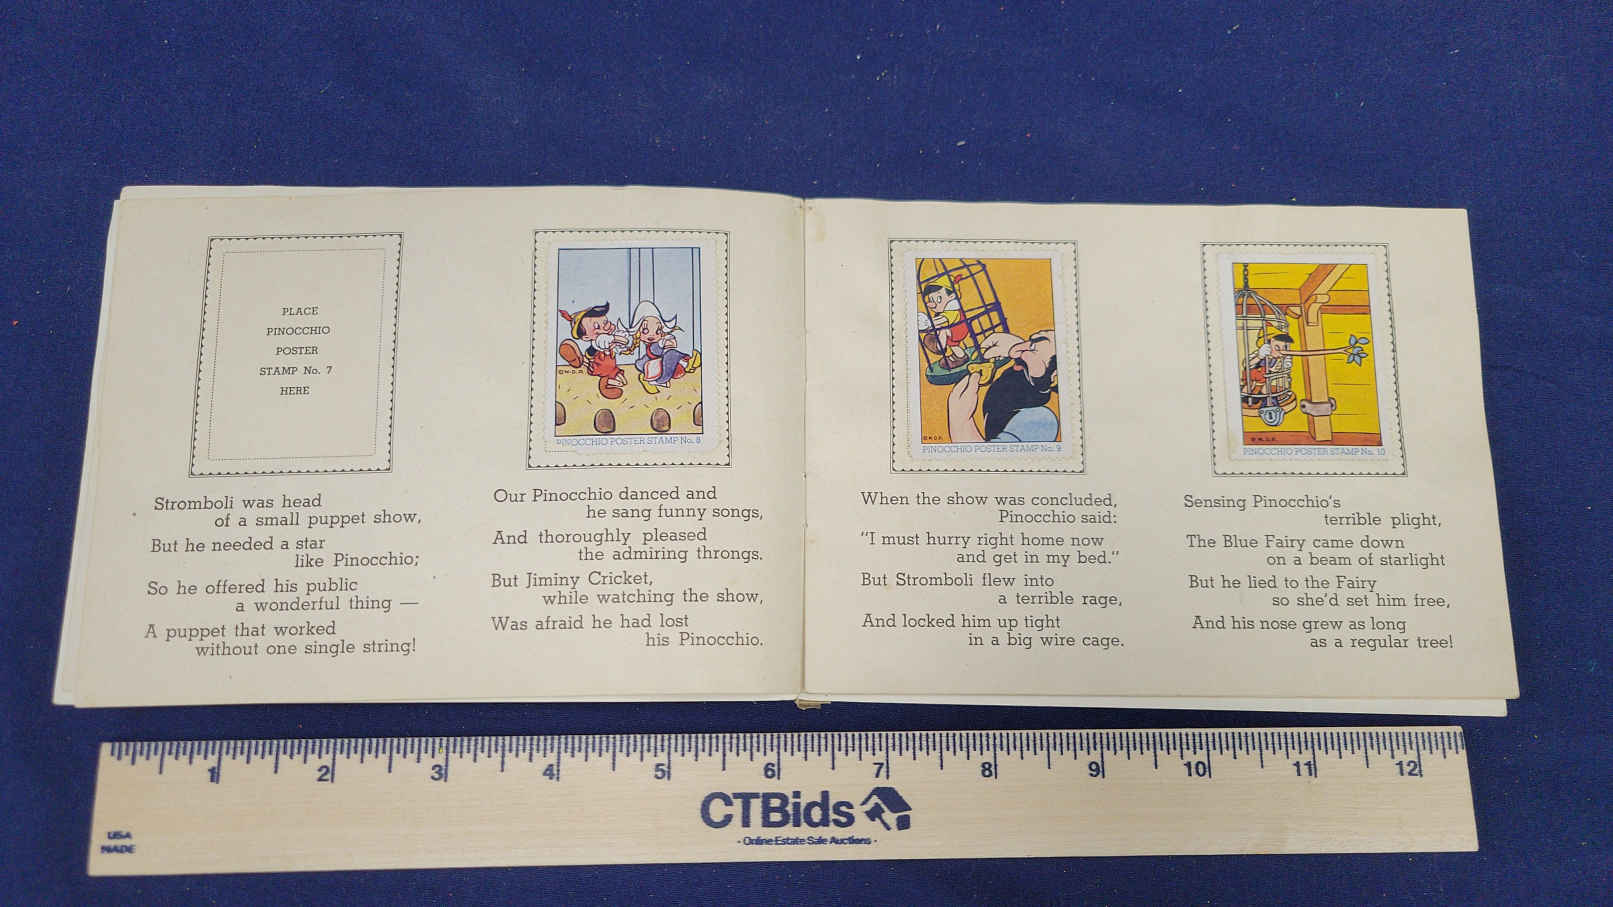 PLACE
PINOCCHIO
POSTER
STAMP No. 7
HERE
Stromboli was head
of a small puppet show,
But he needed a star
like Pinocchio;
So he offered his public
a wonderful thing —
A puppet that worked
without one single string!
© W.D.P.
PINOCCHIO POSTER STAMP No. 8
Our Pinocchio danced and
he sang funny songs,
And thoroughly pleased
the admiring throngs.
But Jiminy Cricket,
while watching the show,
Was afraid he had lost
his Pinocchio.
© W.D.P.
PINOCCHIO POSTER STAMP No. 9
When the show was concluded,
Pinocchio said:
"I must hurry right home now
and get in my bed."
But Stromboli flew into
a terrible rage,
And locked him up tight
in a big wire cage.
© W.D.P.
PINOCCHIO POSTER STAMP No. 10
Sensing Pinocchio's
terrible plight,
The Blue Fairy came down
on a beam of starlight
But he lied to the Fairy
so she'd set him free,
And his nose grew as long
as a regular tree!
1 2 3 4 5 6 7 8 9 10 11 12
CTBids
- Online Estate Sale Auctions -
USA
MADE